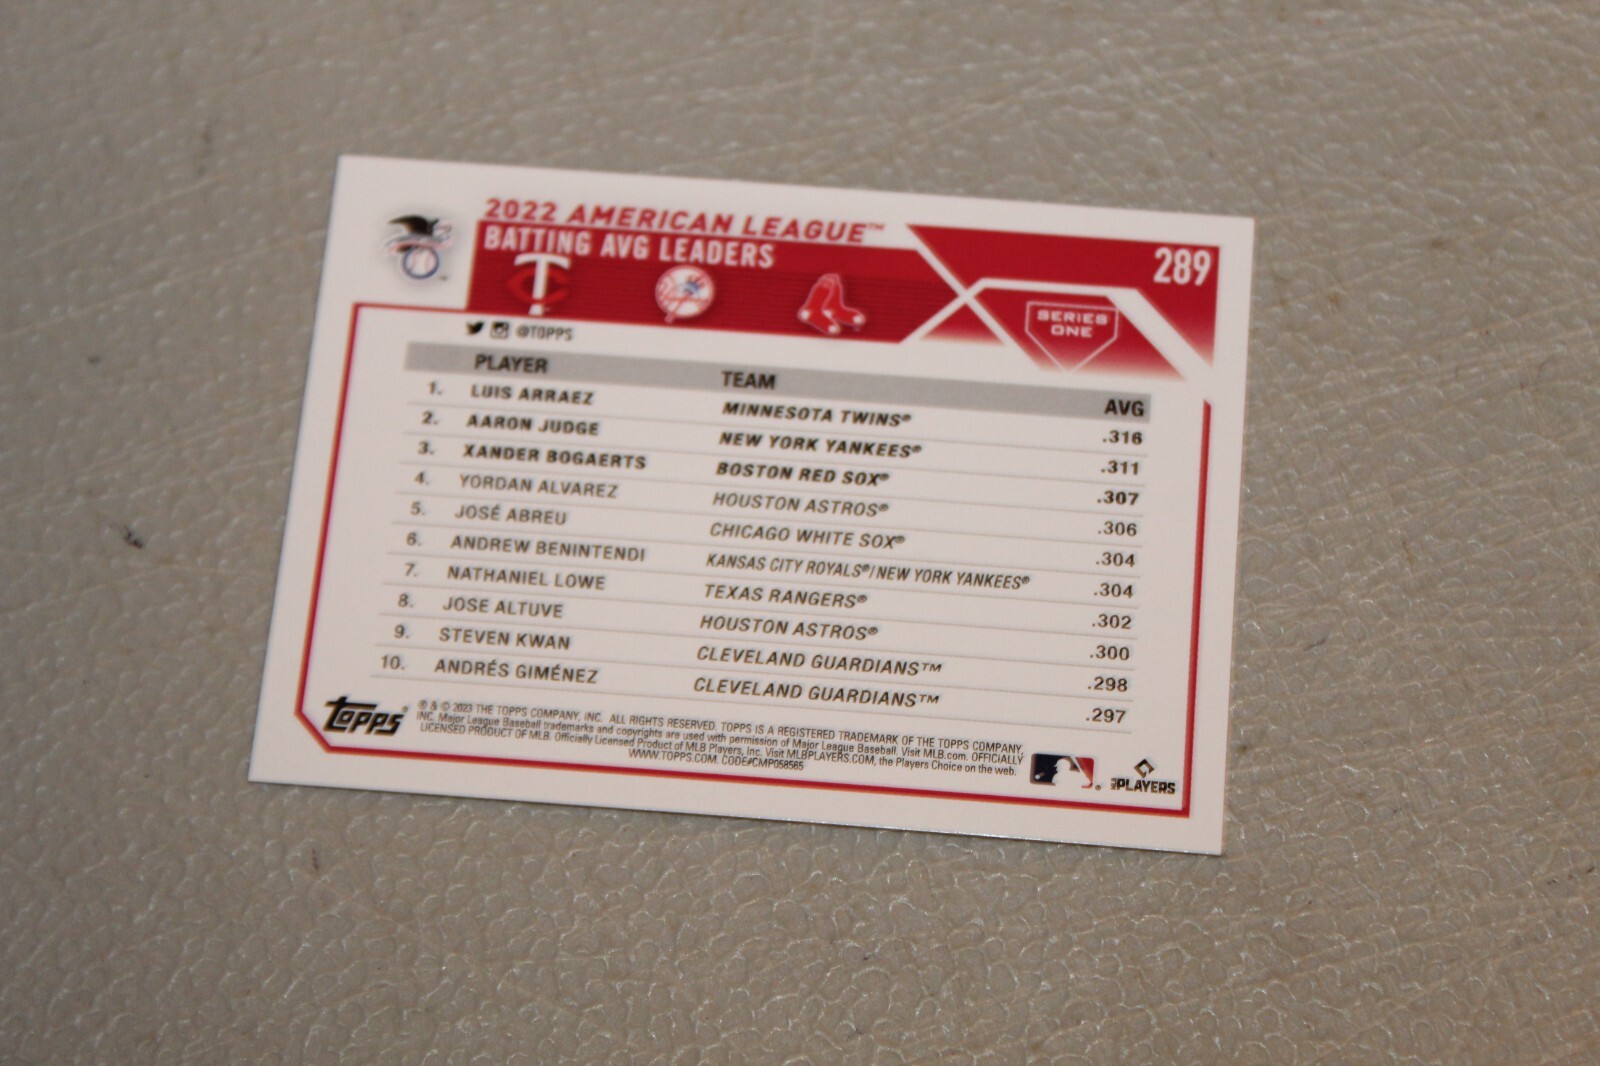 2022 AMERICAN LEAGUE™
BATTING AVG LEADERS
289
SERIES
ONE
@TOPPS
PLAYER TEAM AVG
1. LUIS ARRAEZ MINNESOTA TWINS® .316
2. AARON JUDGE NEW YORK YANKEES® .311
3. XANDER BOGAERTS BOSTON RED SOX® .307
4. YORDAN ALVAREZ HOUSTON ASTROS® .306
5. JOSÉ ABREU CHICAGO WHITE SOX® .304
6. ANDREW BENINTENDI KANSAS CITY ROYALS®/NEW YORK YANKEES® .304
7. NATHANIEL LOWE TEXAS RANGERS® .302
8. JOSE ALTUVE HOUSTON ASTROS® .300
9. STEVEN KWAN CLEVELAND GUARDIANS™ .298
10. ANDRÉS GIMÉNEZ CLEVELAND GUARDIANS™ .297
topps®
® & © 2023 THE TOPPS COMPANY, INC. ALL RIGHTS RESERVED. TOPPS IS A REGISTERED TRADEMARK OF THE TOPPS COMPANY,
INC. Major League Baseball trademarks and copyrights are used with permission of Major League Baseball. Visit MLB.com. OFFICIALLY
LICENSED PRODUCT OF MLB. Officially Licensed Product of MLB Players, Inc. Visit MLBPLAYERS.COM, the Players Choice on the web.
WWW.TOPPS.COM. CODE#CMP058565
MLB PLAYERS